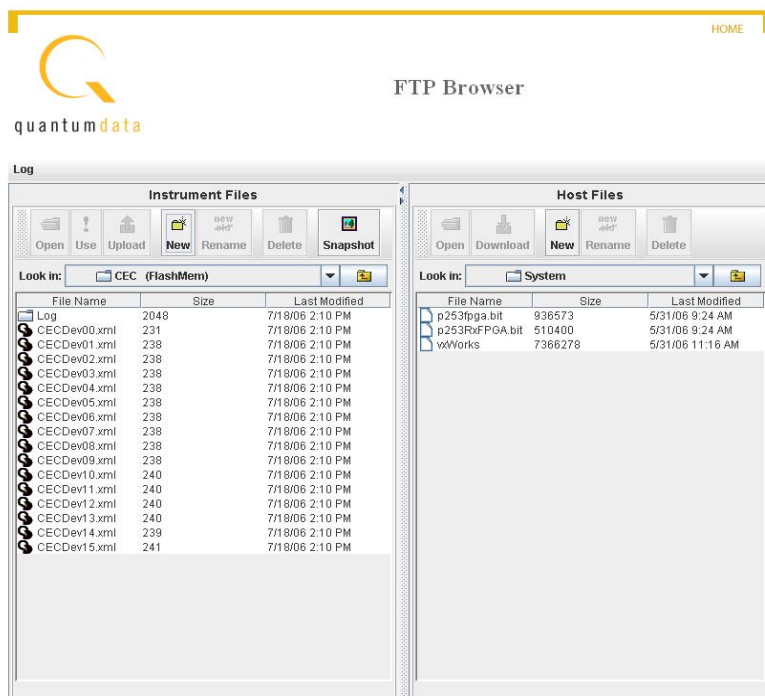 HOME
quantumdata
FTP Browser
Log
Instrument Files
Open Use Upload New new old Rename Delete Snapshot
Look in: CEC (FlashMem)
File Name Size Last Modified
Log 2048 7/18/06 2:10 PM
CECDev00.xml 231 7/18/06 2:10 PM
CECDev01.xml 238 7/18/06 2:10 PM
CECDev02.xml 238 7/18/06 2:10 PM
CECDev03.xml 238 7/18/06 2:10 PM
CECDev04.xml 238 7/18/06 2:10 PM
CECDev05.xml 238 7/18/06 2:10 PM
CECDev06.xml 238 7/18/06 2:10 PM
CECDev07.xml 238 7/18/06 2:10 PM
CECDev08.xml 238 7/18/06 2:10 PM
CECDev09.xml 238 7/18/06 2:10 PM
CECDev10.xml 240 7/18/06 2:10 PM
CECDev11.xml 240 7/18/06 2:10 PM
CECDev12.xml 240 7/18/06 2:10 PM
CECDev13.xml 240 7/18/06 2:10 PM
CECDev14.xml 239 7/18/06 2:10 PM
CECDev15.xml 241 7/18/06 2:10 PM
Host Files
Open Download New new old Rename Delete
Look in: System
File Name Size Last Modified
p253fpga.bit 936573 5/31/06 9:24 AM
p253RxFPGA.bit 510400 5/31/06 9:24 AM
vxWorks 7366278 5/31/06 11:16 AM